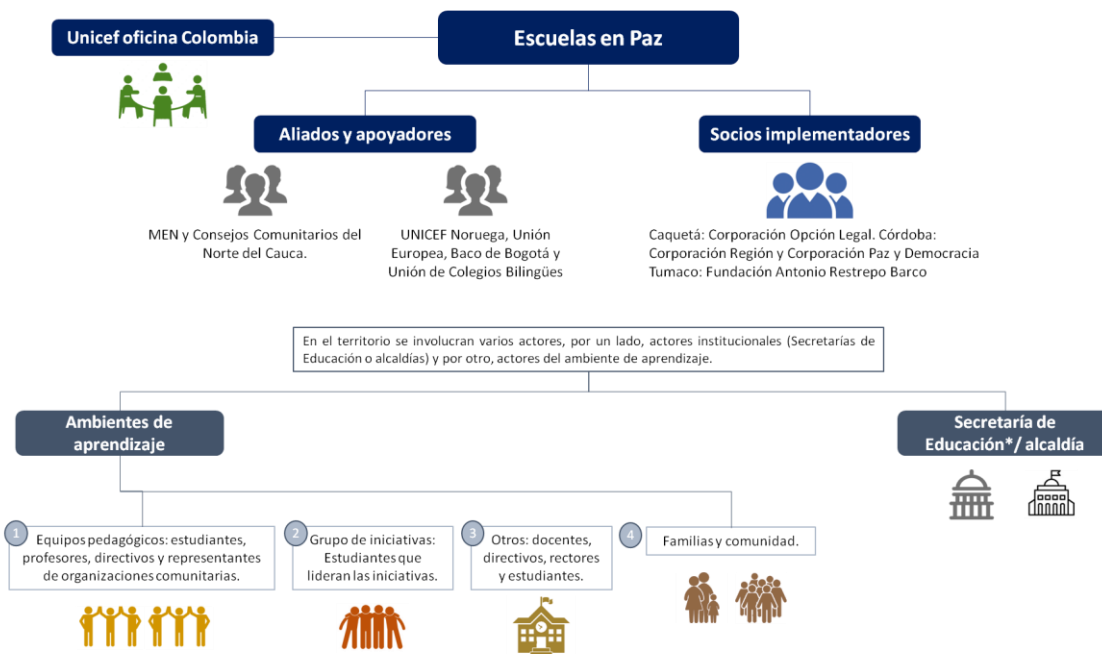 Unicef oficina Colombia
Escuelas en Paz
Aliados y apoyadores
Socios implementadores
MEN y Consejos Comunitarios del
Norte del Cauca.
UNICEF Noruega, Unión
Europea, Baco de Bogotá y
Unión de Colegios Bilingües
Caquetá: Corporación Opción Legal. Córdoba:
Corporación Región y Corporación Paz y Democracia
Tumaco: Fundación Antonio Restrepo Barco
En el territorio se involucran varios actores, por un lado, actores institucionales (Secretarías de
Educación o alcaldías) y por otro, actores del ambiente de aprendizaje.
Ambientes de
aprendizaje
Secretaría de
Educación*/ alcaldía
1
Equipos pedagógicos: estudiantes,
profesores, directivos y representantes
de organizaciones comunitarias.
2
Grupo de iniciativas:
Estudiantes que
lideran las iniciativas.
3
Otros: docentes,
directivos, rectores
y estudiantes.
4
Familias y comunidad.